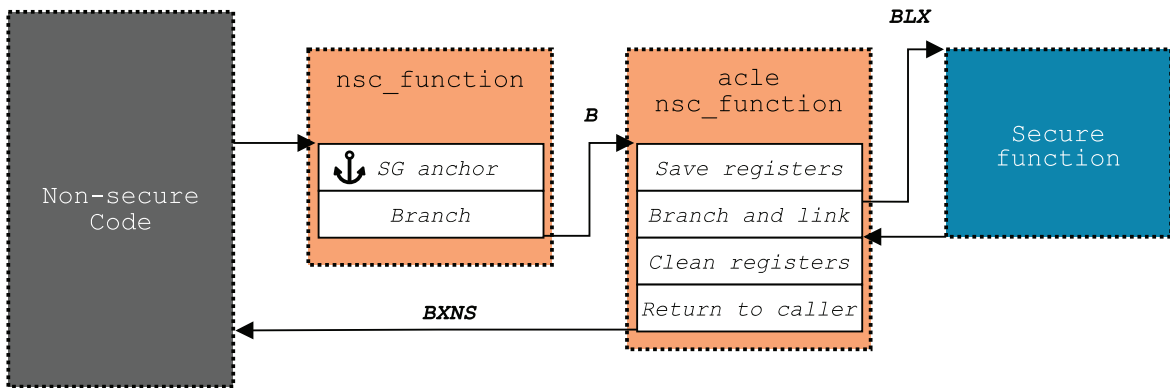 Non-secure
Code
nsc_function
SG anchor
Branch
B
acle
nsc_function
Save registers
Branch and link
Clean registers
Return to caller
BLX
Secure
function
BXNS